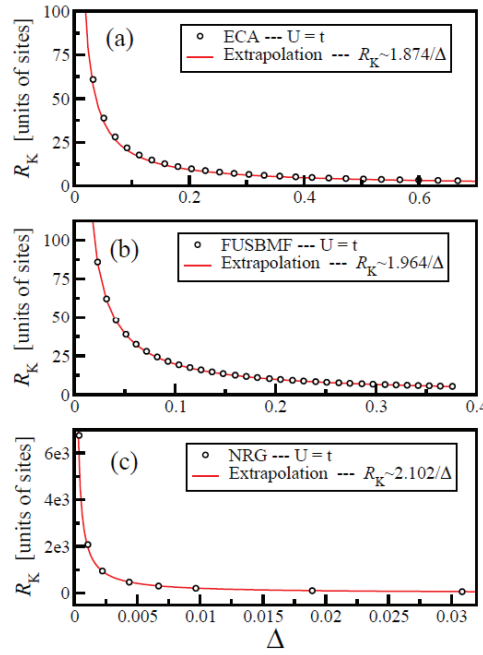 (a)
ECA --- U = t
Extrapolation --- R_K~1.874/Δ
R_K [units of sites]
100
75
50
25
0
0 0.2 0.4 0.6
(b)
FUSBMF --- U = t
Extrapolation --- R_K~1.964/Δ
R_K [units of sites]
100
75
50
25
0
0 0.1 0.2 0.3 0.4
(c)
NRG --- U = t
Extrapolation --- R_K~2.102/Δ
R_K [units of sites]
6e3
4e3
2e3
0
0 0.005 0.01 0.015 0.02 0.025 0.03
Δ